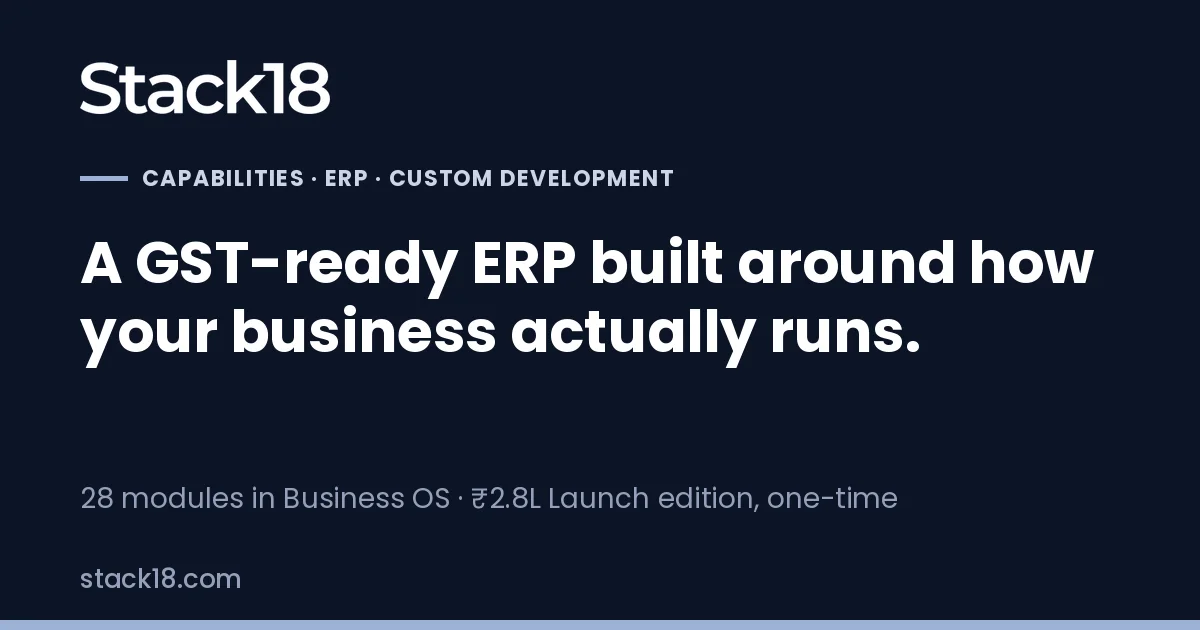 Stack18
CAPABILITIES · ERP · CUSTOM DEVELOPMENT
A GST-ready ERP built around how
your business actually runs.
28 modules in Business OS · ₹2.8L Launch edition, one-time
stack18.com